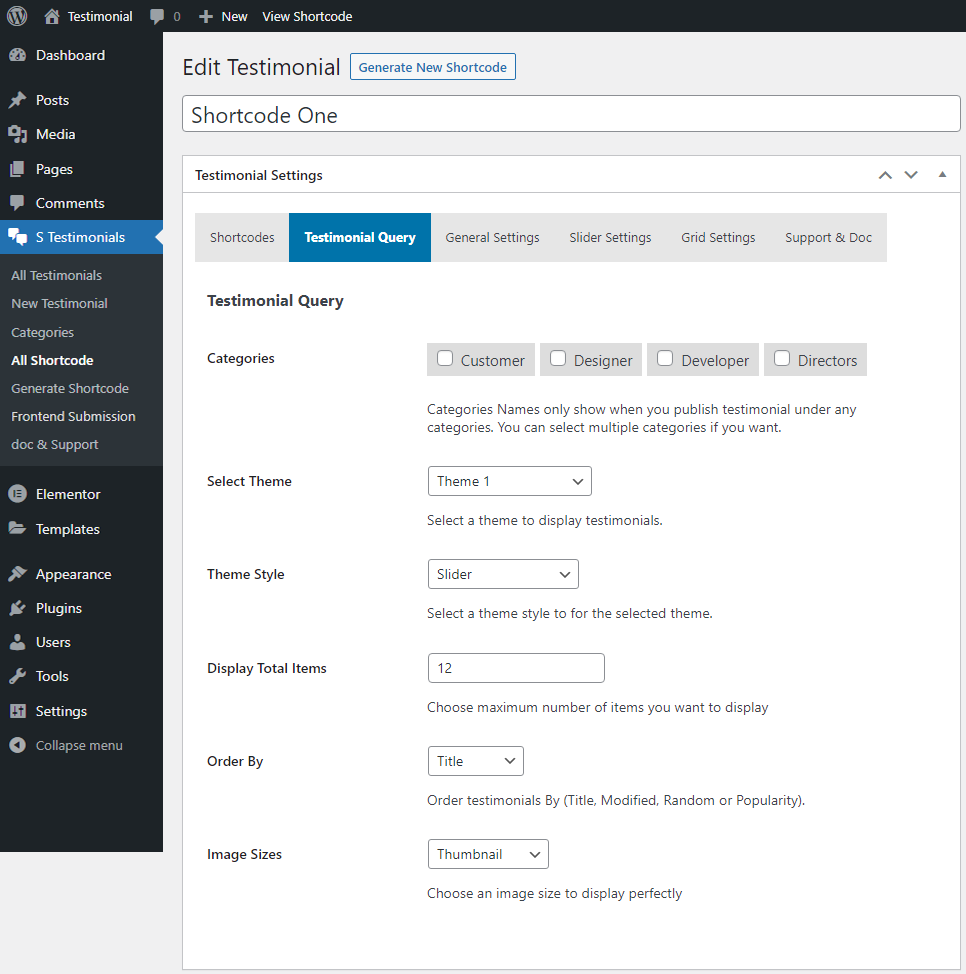 Testimonial 0 New View Shortcode
Dashboard
Posts
Media
Pages
Comments
S Testimonials
All Testimonials
New Testimonial
Categories
All Shortcode
Generate Shortcode
Frontend Submission
doc & Support
Elementor
Templates
Appearance
Plugins
Users
Tools
Settings
Collapse menu
Edit Testimonial Generate New Shortcode
Shortcode One
Testimonial Settings
Shortcodes Testimonial Query General Settings Slider Settings Grid Settings Support & Doc
Testimonial Query
Categories Customer Designer Developer Directors
Categories Names only show when you publish testimonial under any
categories. You can select multiple categories if you want.
Select Theme Theme 1
Select a theme to display testimonials.
Theme Style Slider
Select a theme style to for the selected theme.
Display Total Items 12
Choose maximum number of items you want to display
Order By Title
Order testimonials By (Title, Modified, Random or Popularity).
Image Sizes Thumbnail
Choose an image size to display perfectly